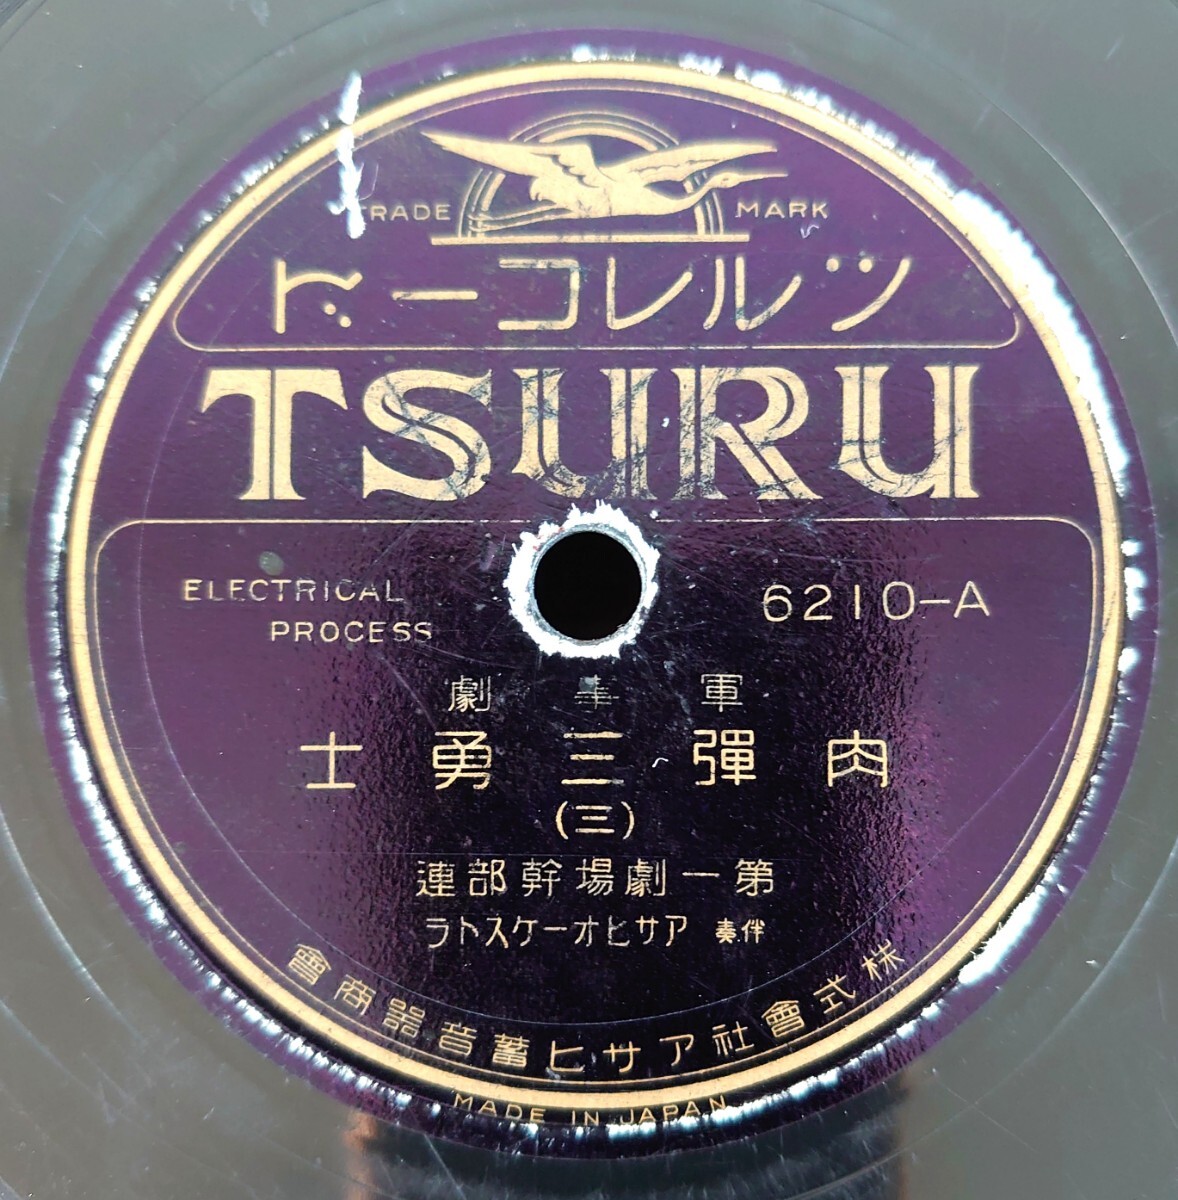 TRADE MARK
ツルレコード
TSURU
ELECTRICAL
PROCESS
6210-A
軍事劇
肉彈三勇士
(三)
第一劇場幹部連
伴奏 アサヒオーケストラ
株式會社アサヒ蓄音器商會
MADE IN JAPAN